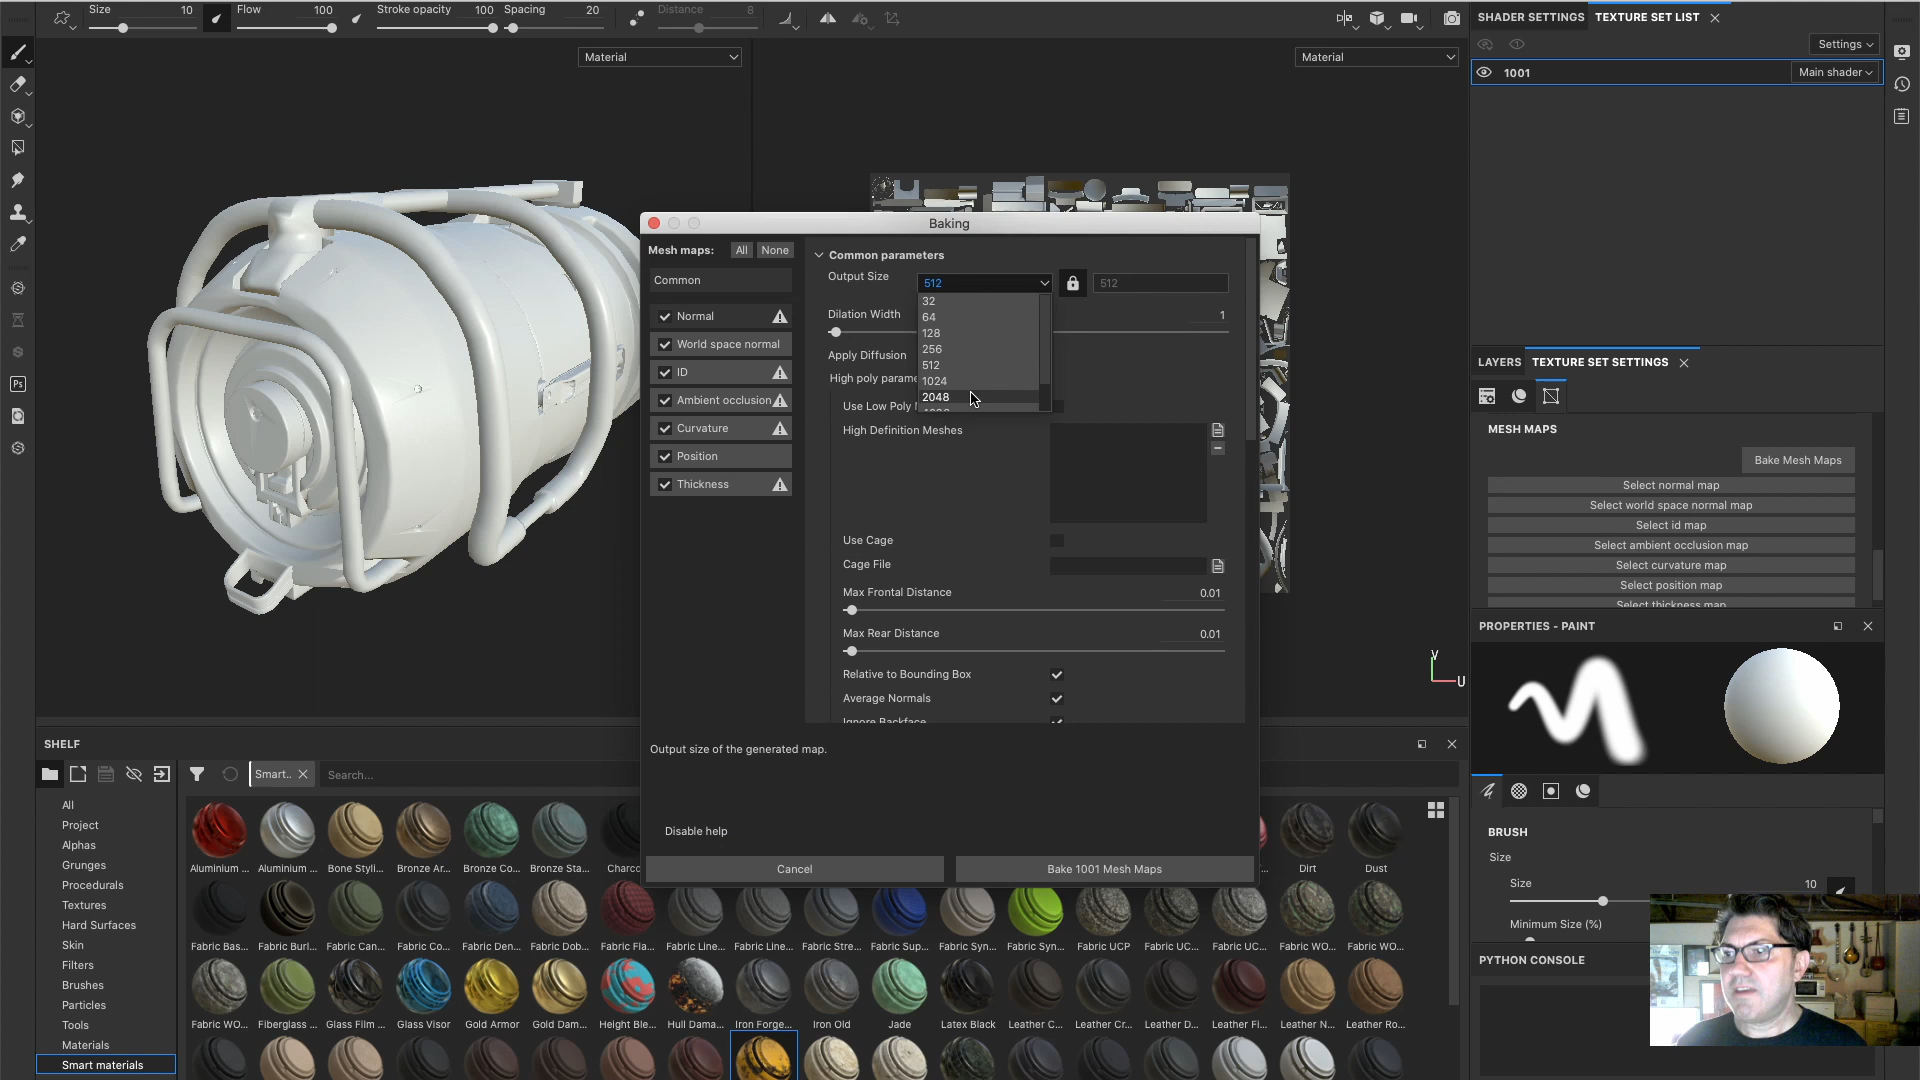 Size 10 Flow 100 Stroke opacity 100 Spacing 20 Distance 8
SHADER SETTINGS TEXTURE SET LIST
Settings
Material
Material
1001 Main shader
Baking
Mesh maps: All None
Common
Normal
World space normal
ID
Ambient occlusion
Curvature
Position
Thickness
Common parameters
Output Size 512 512
32
64
128
256
512
1024
2048
Dilation Width 1
Apply Diffusion
High poly parame
Use Low Poly
High Definition Meshes
Use Cage
Cage File
Max Frontal Distance 0.01
Max Rear Distance 0.01
Relative to Bounding Box
Average Normals
Ignore Backface
Output size of the generated map.
Disable help
Cancel Bake 1001 Mesh Maps
LAYERS TEXTURE SET SETTINGS
MESH MAPS
Bake Mesh Maps
Select normal map
Select world space normal map
Select id map
Select ambient occlusion map
Select curvature map
Select position map
Select thickness map
V
U
Ps
PROPERTIES - PAINT
BRUSH
Size
Size 10
Minimum Size (%)
PYTHON CONSOLE
SHELF
Smart.. Search...
All
Project
Alphas
Grunges
Procedurals
Textures
Hard Surfaces
Skin
Filters
Brushes
Particles
Tools
Materials
Smart materials
Aluminium ... Aluminium ... Bone Styli... Bronze Ar... Bronze Co... Bronze Sta... Charco Dirt Dust
Fabric Bas... Fabric Burl... Fabric Can... Fabric Co... Fabric Den... Fabric Dob... Fabric Fla... Fabric Line... Fabric Line... Fabric Stre... Fabric Sup... Fabric Syn... Fabric Syn... Fabric UCP Fabric UC... Fabric UC... Fabric WO... Fabric WO...
Fabric WO... Fiberglass ... Glass Film ... Glass Visor Gold Armor Gold Dam... Height Ble... Hull Dama... Iron Forge... Iron Old Jade Latex Black Leather C... Leather Cr... Leather D... Leather Fi... Leather N... Leather Ro...